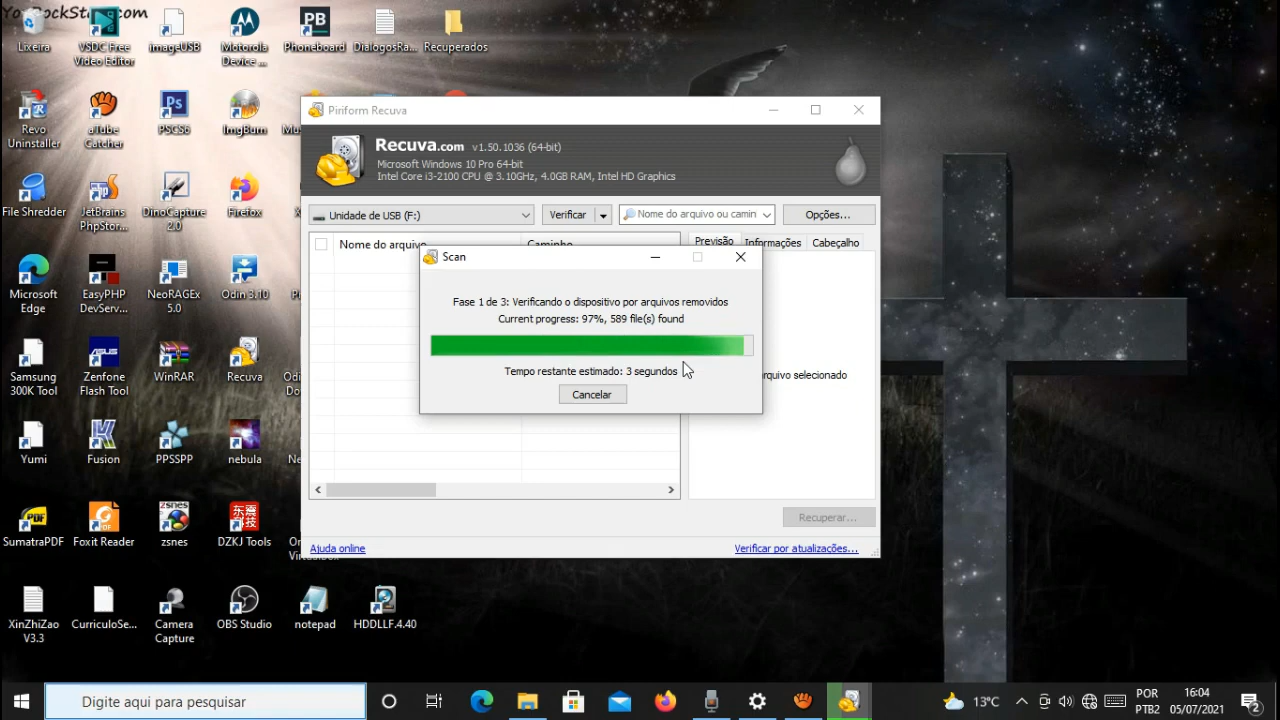 YouRockStar.com
Lixeira
VSDC Free
Video Editor
imageUSB
Motorola
Device ...
PB
Phoneboard
DialogosRa...
Recuperados
Revo
Uninstaller
aTube
Catcher
Ps
PSCS6
ImgBurn
File Shredder
JetBrains
PhpStor...
DinoCapture
2.0
Firefox
Microsoft
Edge
EasyPHP
DevServ...
NeoRAGEx
5.0
Odin 3.10
Samsung
300K Tool
ASUS
Zenfone
Flash Tool
WinRAR
Recuva
Yumi
Fusion
PPSSPP
nebula
PDF
SumatraPDF
Foxit Reader
zsnes
zsnes
DZKJ Tools
XinZhiZao
V3.3
CurriculoSe...
Camera
Capture
OBS Studio
notepad
HDDLLF.4.40
Piriform Recuva
Recuva.com v1.50.1036 (64-bit)
Microsoft Windows 10 Pro 64-bit
Intel Core i3-2100 CPU @ 3.10GHz, 4.0GB RAM, Intel HD Graphics
Unidade de USB (F:)
Verificar
Nome do arquivo ou camin
Opções...
Nome do arquivo
Caminho
Previsão
Informações
Cabeçalho
Scan
Fase 1 de 3: Verificando o dispositivo por arquivos removidos
Current progress: 97%, 589 file(s) found
Tempo restante estimado: 3 segundos
Cancelar
arquivo selecionado
Recuperar...
Ajuda online
Verificar por atualizações...
Digite aqui para pesquisar
13°C
POR
PTB2
16:04
05/07/2021
2